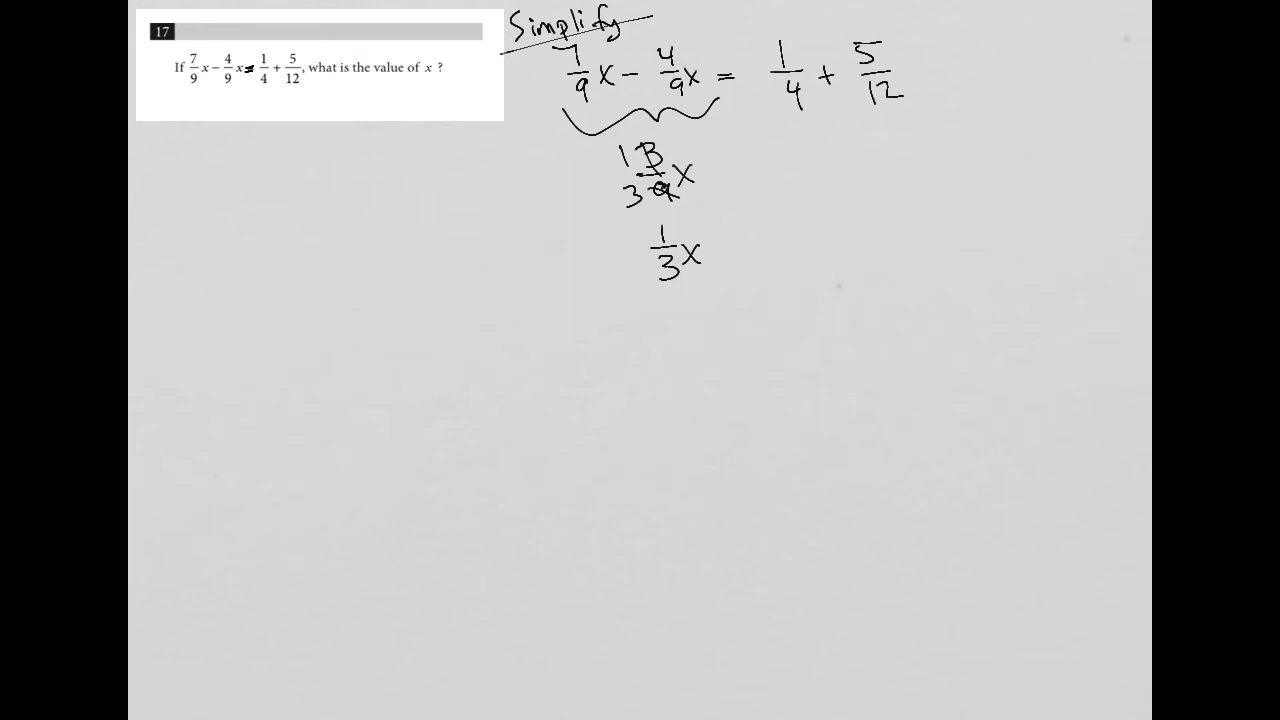 17
If 7/9 x − 4/9 x = 1/4 + 5/12, what is the value of x ?
Simplify
7/9 x − 4/9 x = 1/4 + 5/12
1 3
3 9 x
1/3 x